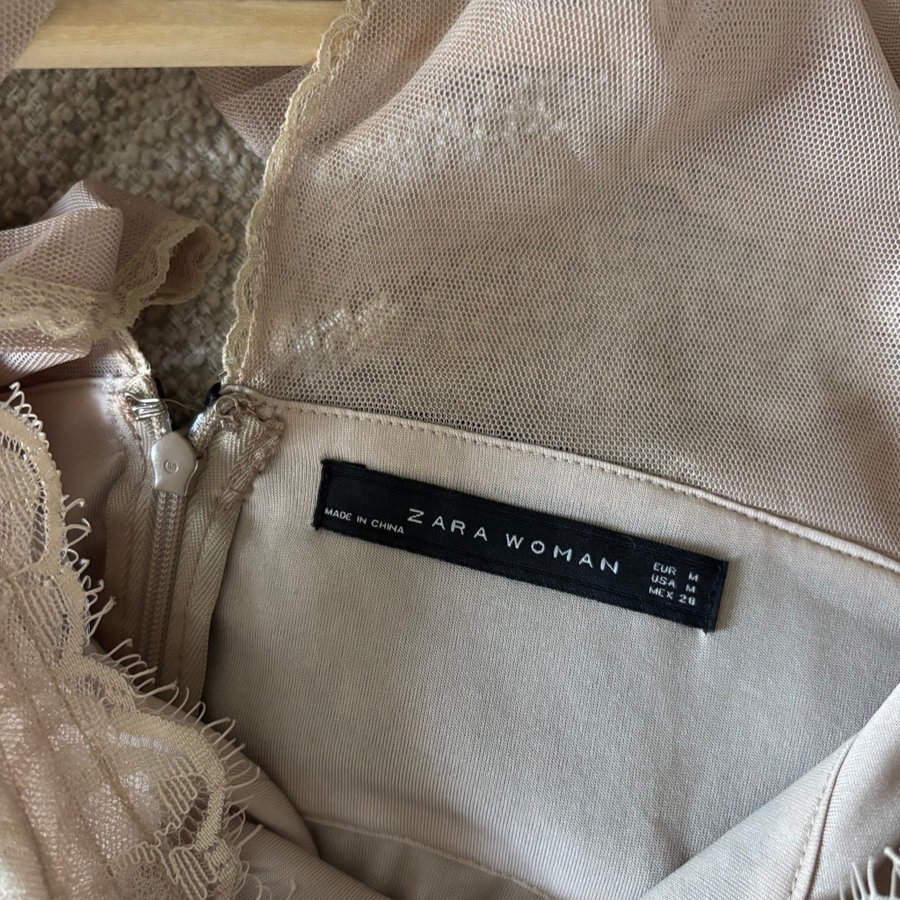 MADE IN CHINA
ZARA WOMAN
EUR M
USA M
MEX 28